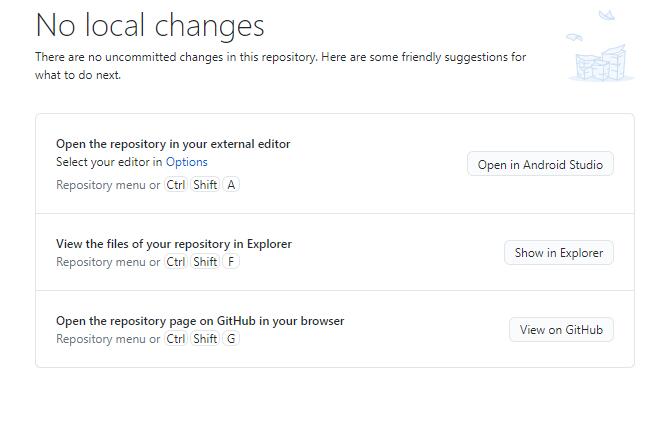 No local changes
There are no uncommitted changes in this repository. Here are some friendly suggestions for
what to do next.
Open the repository in your external editor
Select your editor in Options
Repository menu or Ctrl Shift A
Open in Android Studio
View the files of your repository in Explorer
Repository menu or Ctrl Shift F
Show in Explorer
Open the repository page on GitHub in your browser
Repository menu or Ctrl Shift G
View on GitHub